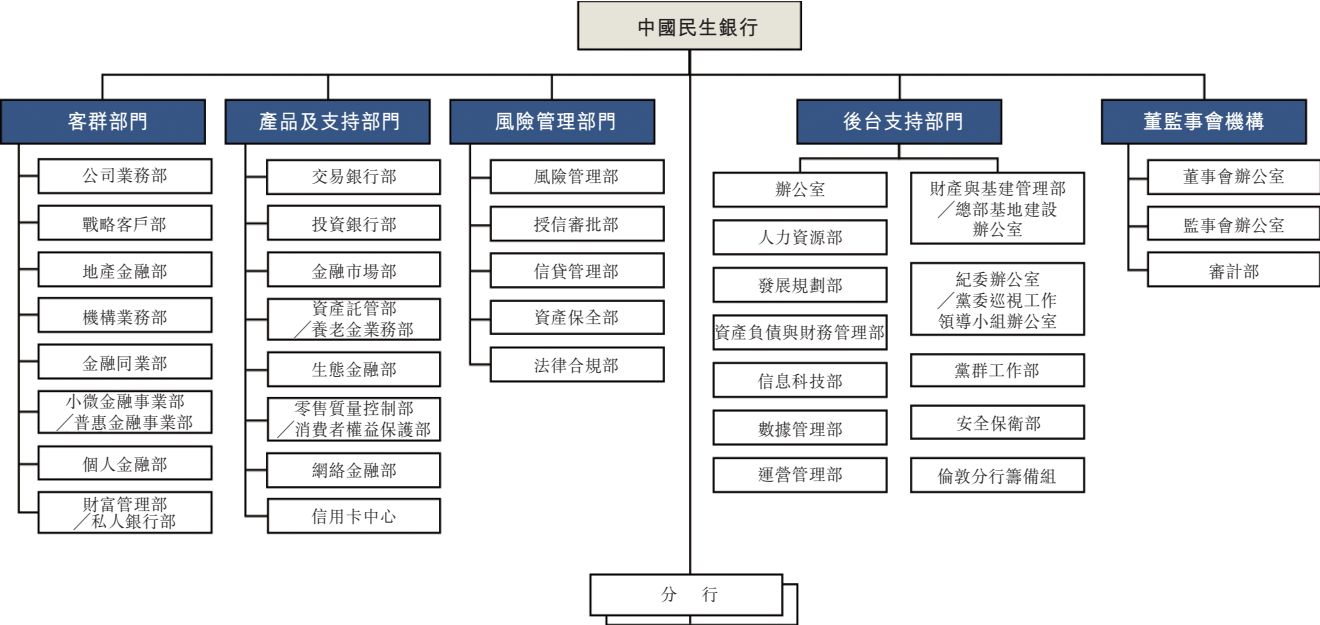 中國民生銀行
客群部門
公司業務部
戰略客戶部
地產金融部
機構業務部
金融同業部
小微金融事業部
／普惠金融事業部
個人金融部
財富管理部
／私人銀行部
產品及支持部門
交易銀行部
投資銀行部
金融市場部
資產託管部
／養老金業務部
生態金融部
零售質量控制部
／消費者權益保護部
網絡金融部
信用卡中心
風險管理部門
風險管理部
授信審批部
信貸管理部
資產保全部
法律合規部
後台支持部門
辦公室
人力資源部
發展規劃部
資產負債與財務管理部
信息科技部
數據管理部
運營管理部
財產與基建管理部
／總部基地建設
辦公室
紀委辦公室
／黨委巡視工作
領導小組辦公室
黨群工作部
安全保衛部
倫敦分行籌備組
董監事會機構
董事會辦公室
監事會辦公室
審計部
分 行